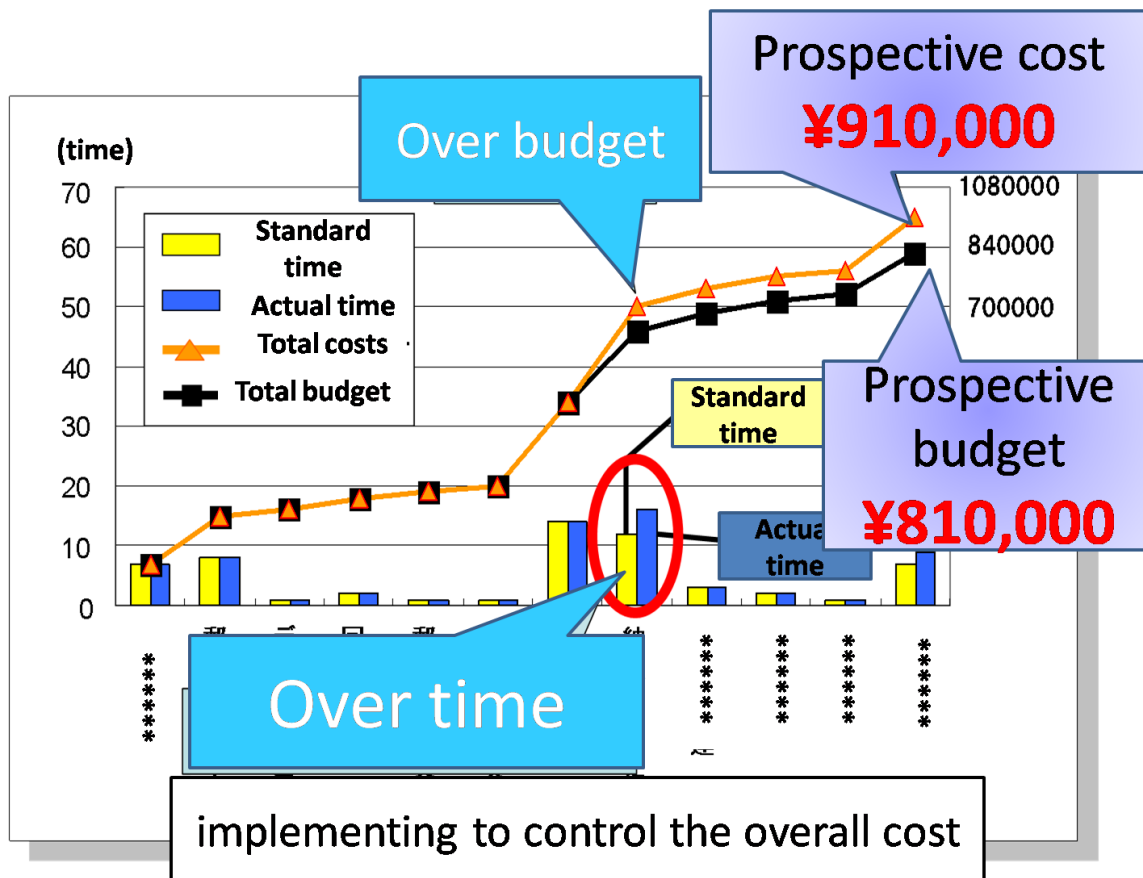 Prospective cost
¥910,000
Over budget
(time)
70
60
50
40
30
20
10
0
1080000
840000
700000
Standard
time
Actual time
Total costs
Total budget
Standard
time
Prospective
budget
¥810,000
time
Over time
*******
*******
*******
*******
*******
implementing to control the overall cost